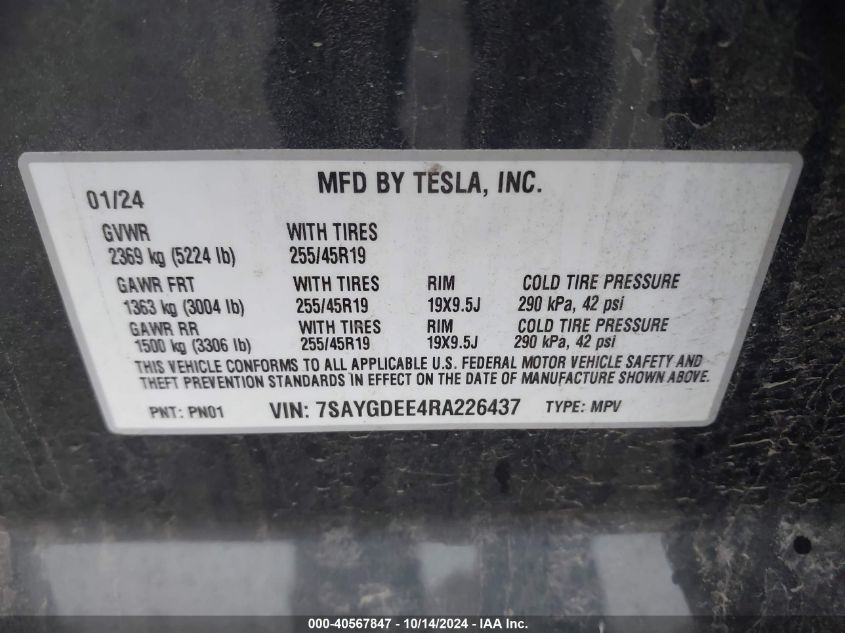 MFD BY TESLA, INC.
01/24
GVWR WITH TIRES
2369 kg (5224 lb) 255/45R19
GAWR FRT WITH TIRES RIM COLD TIRE PRESSURE
1363 kg (3004 lb) 255/45R19 19X9.5J 290 kPa, 42 psi
GAWR RR WITH TIRES RIM COLD TIRE PRESSURE
1500 kg (3306 lb) 255/45R19 19X9.5J 290 kPa, 42 psi
THIS VEHICLE CONFORMS TO ALL APPLICABLE U.S. FEDERAL MOTOR VEHICLE SAFETY AND
THEFT PREVENTION STANDARDS IN EFFECT ON THE DATE OF MANUFACTURE SHOWN ABOVE.
PNT: PN01 VIN: 7SAYGDEE4RA226437 TYPE: MPV
000-40567847 - 10/14/2024 - IAA Inc.